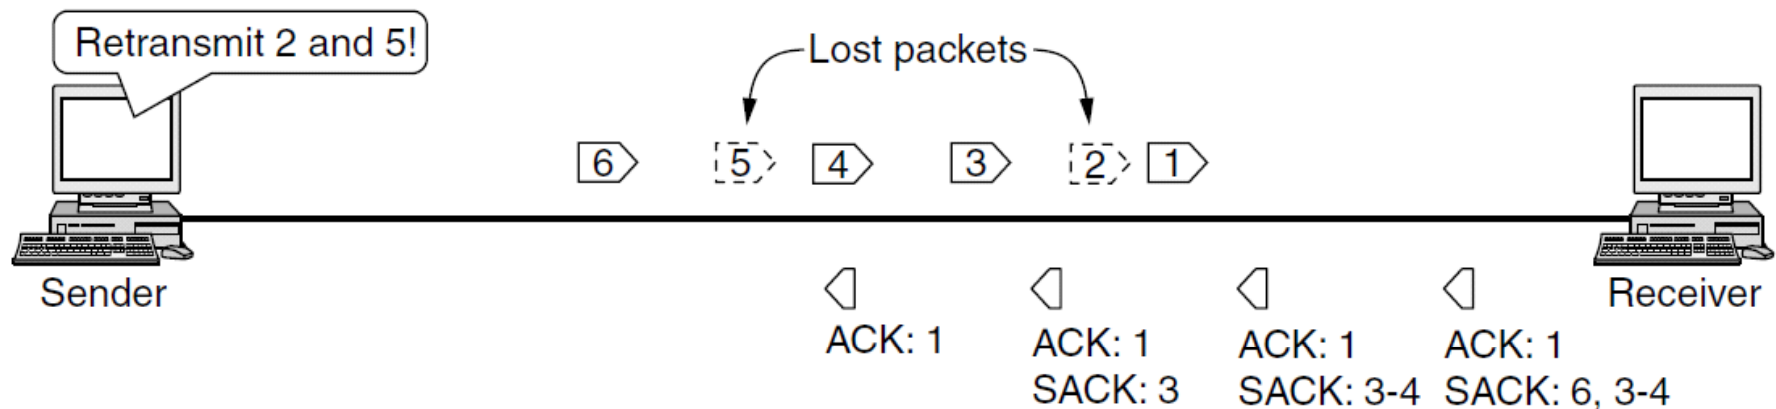 Retransmit 2 and 5!
Lost packets
6 5 4 3 2 1
Sender
Receiver
ACK: 1
ACK: 1
SACK: 3
ACK: 1
SACK: 3-4
ACK: 1
SACK: 6, 3-4